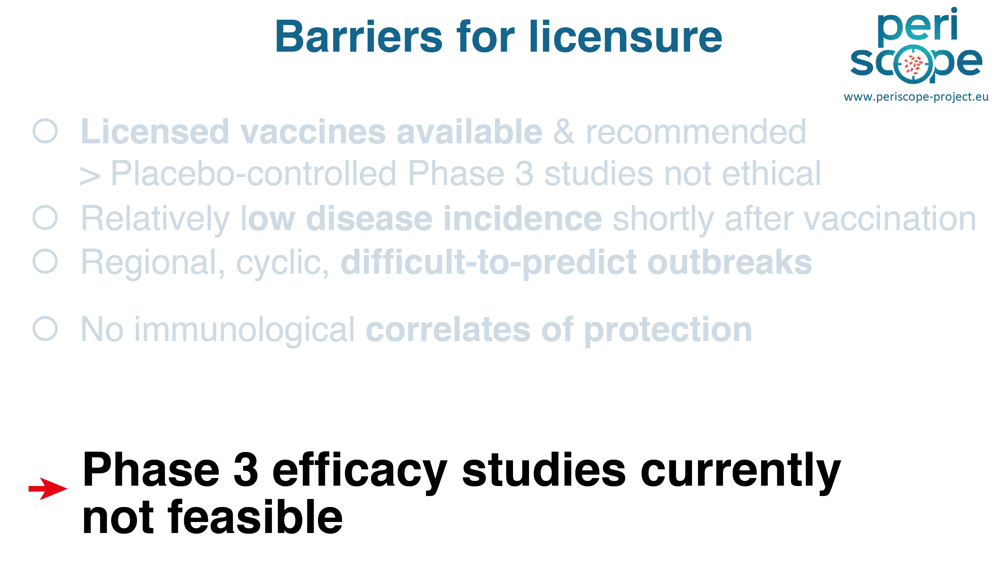 Barriers for licensure
peri
scope
www.periscope-project.eu
○ Licensed vaccines available & recommended
> Placebo-controlled Phase 3 studies not ethical
○ Relatively low disease incidence shortly after vaccination
○ Regional, cyclic, difficult-to-predict outbreaks
○ No immunological correlates of protection
Phase 3 efficacy studies currently
not feasible